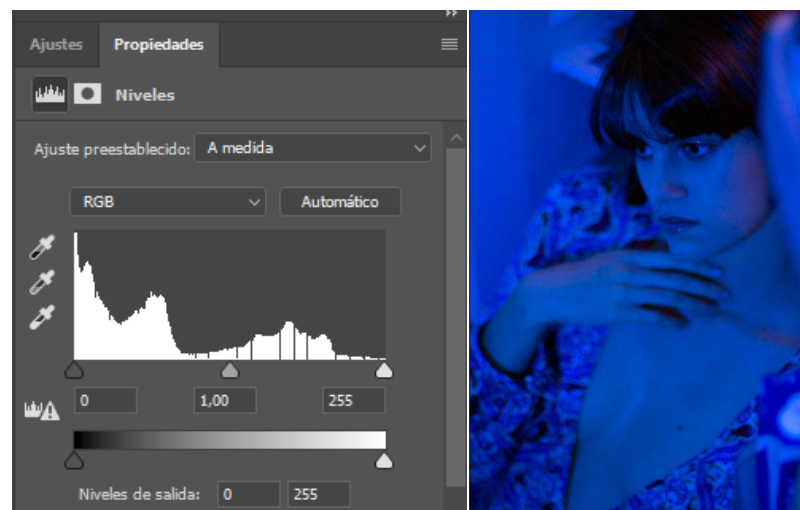 Ajustes Propiedades
Niveles
Ajuste preestablecido: A medida
RGB Automático
0 1,00 255
Niveles de salida: 0 255